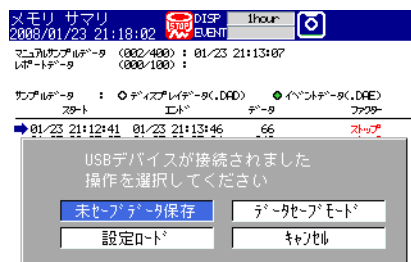 メモリ サマリ
2008/01/23 21:18:02 STOP DISP EVENT 1hour
マニュアルサンプルデータ (002/400) : 01/23 21:13:07
レポートデータ (000/100) :
サンプルデータ : ディスプレイデータ(.DAD) イベントデータ(.DAE)
スタート エンド データ ファクター
01/23 21:12:41 01/23 21:13:46 66 ストップ
USBデバイスが接続されました
操作を選択してください
未セーブデータ保存 データセーブモード
設定ロード キャンセル